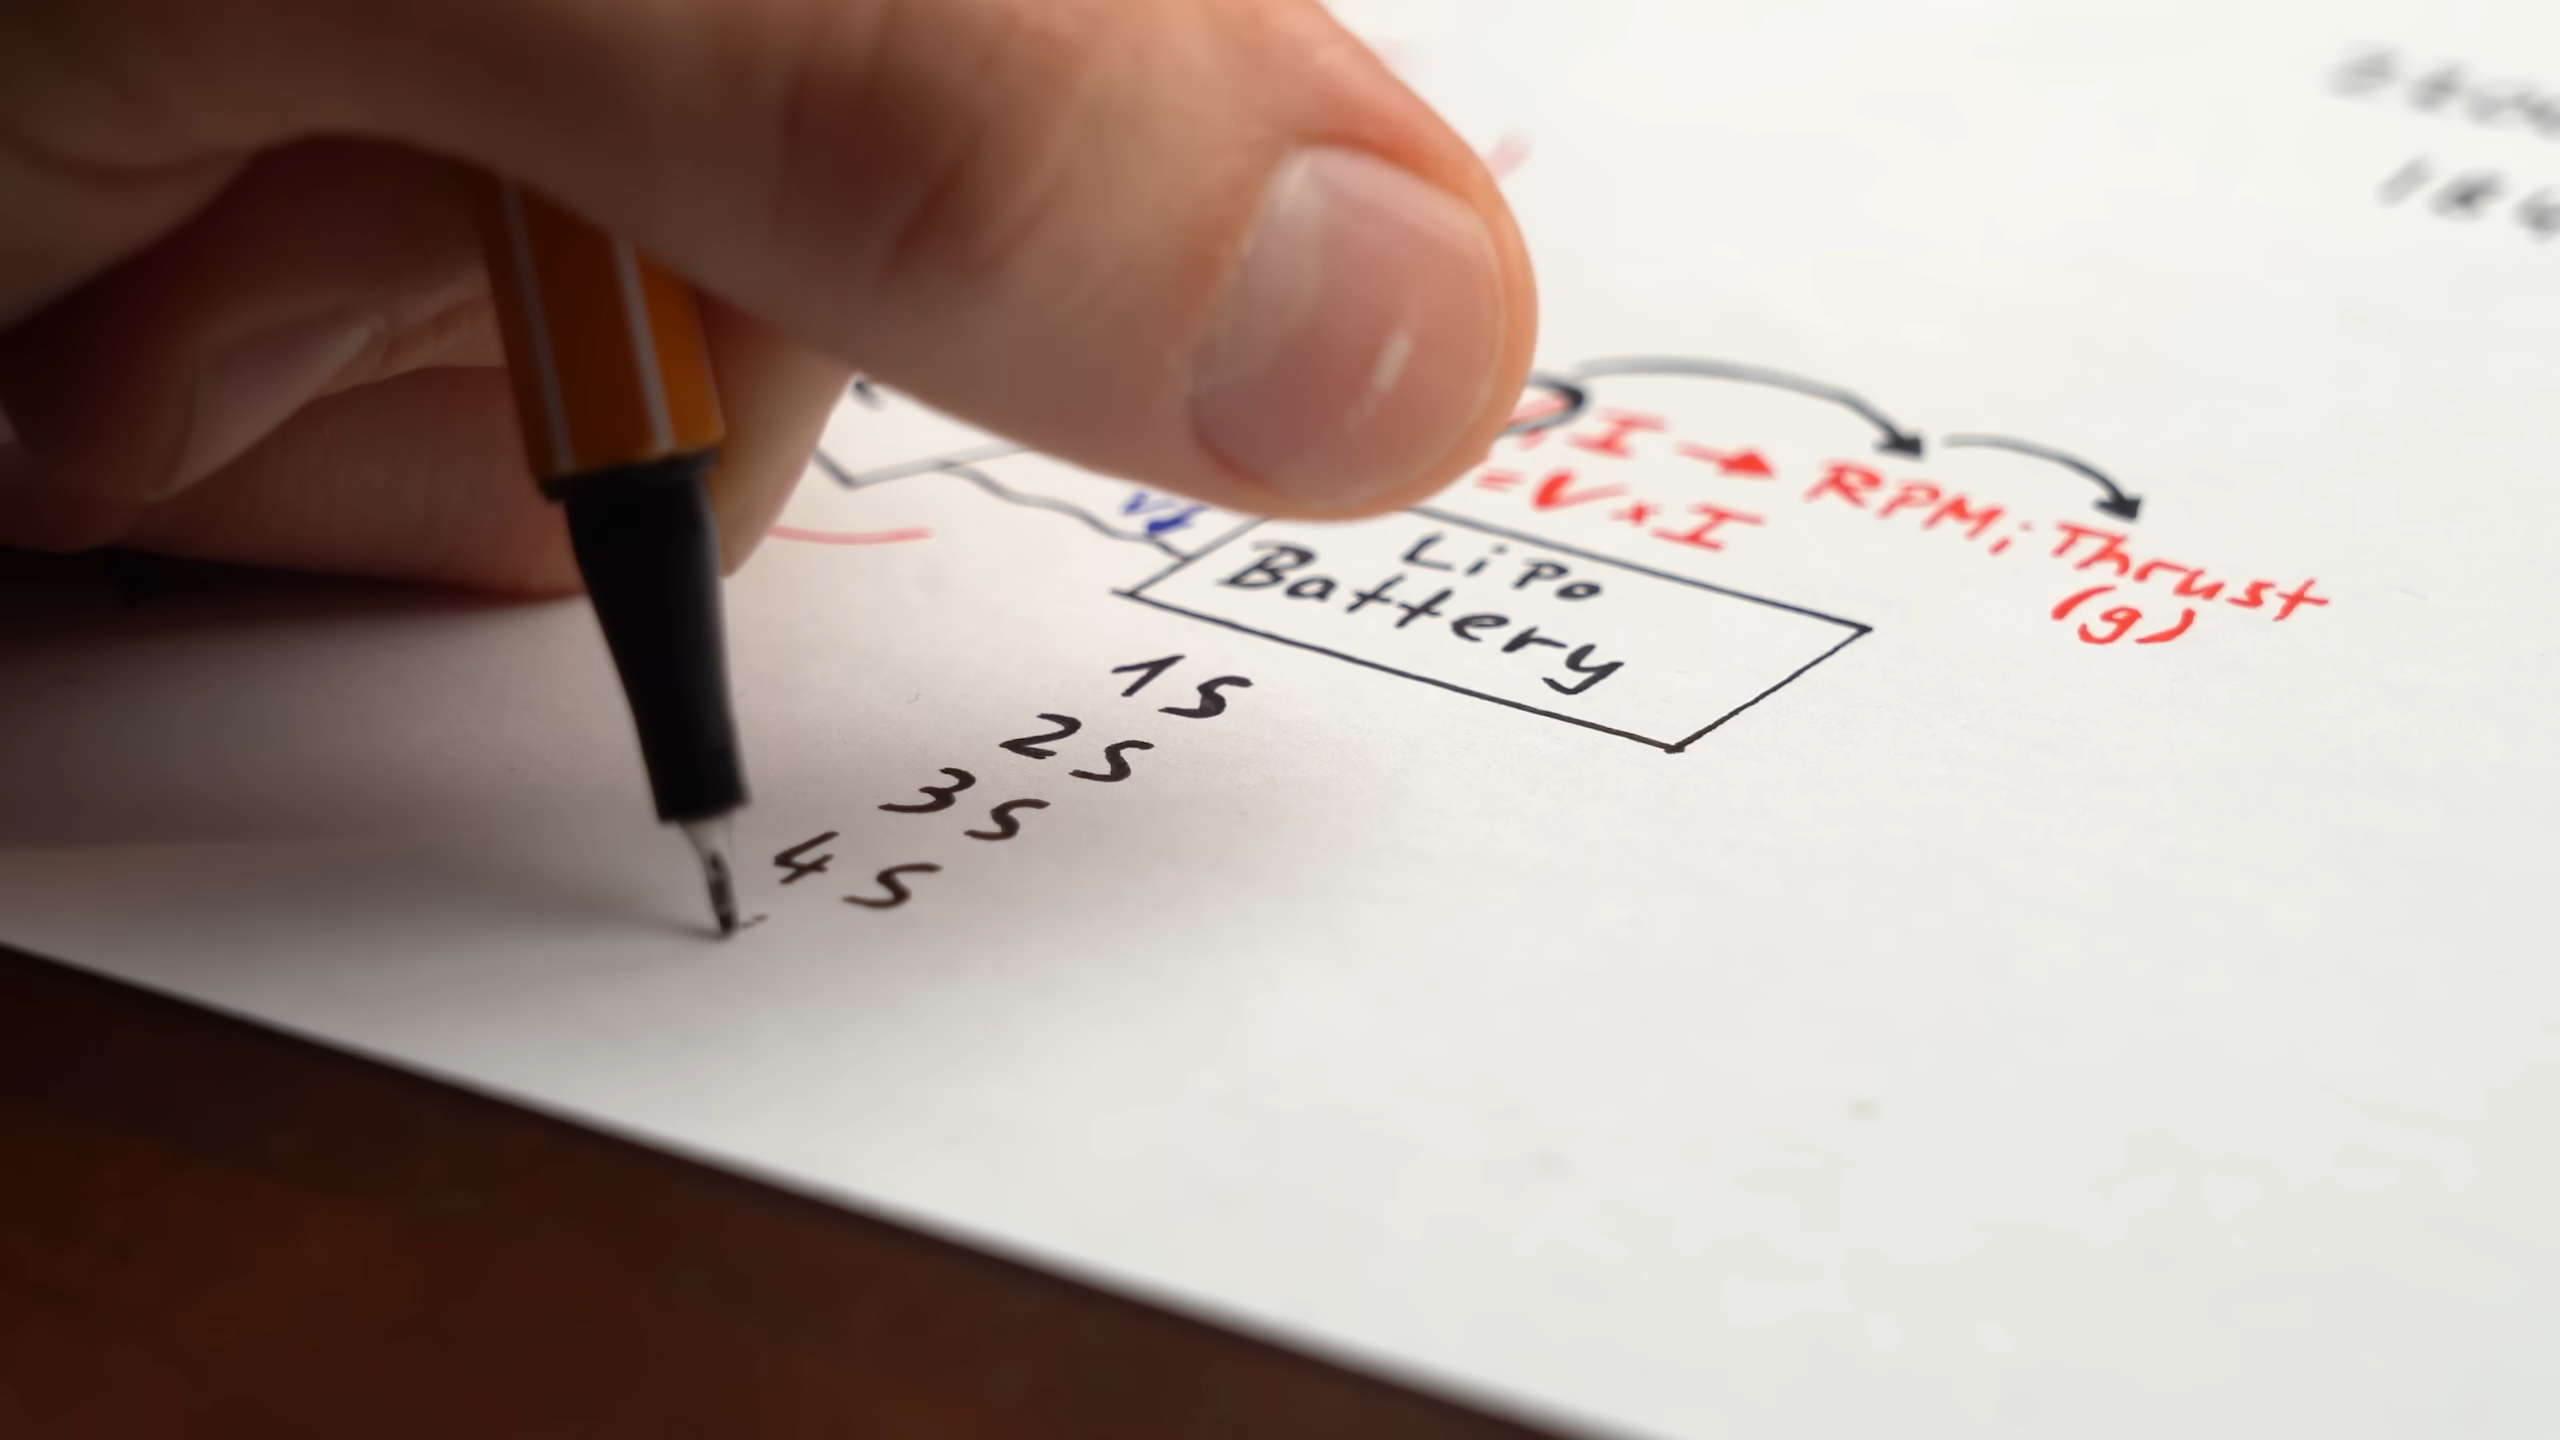 I → RPM; Thrust
(g)
= V x I
LiPo
Battery
1S
2S
3S
4S